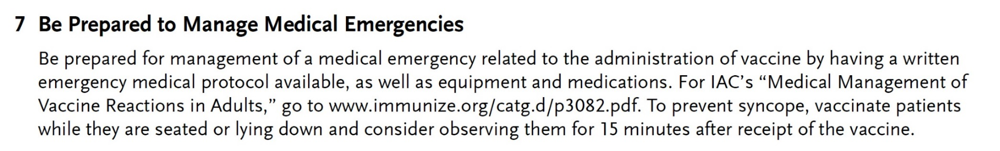 7 Be Prepared to Manage Medical Emergencies
Be prepared for management of a medical emergency related to the administration of vaccine by having a written
emergency medical protocol available, as well as equipment and medications. For IAC’s “Medical Management of
Vaccine Reactions in Adults,” go to www.immunize.org/catg.d/p3082.pdf. To prevent syncope, vaccinate patients
while they are seated or lying down and consider observing them for 15 minutes after receipt of the vaccine.